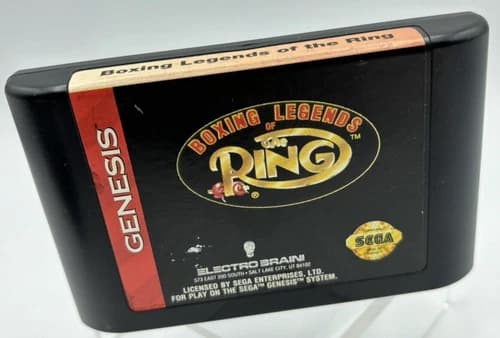 Boxing Legends of the Ring
GENESIS
BOXING LEGENDS
OF
The
RING
TM
®
ELECTRO BRAIN!
573 EAST 300 SOUTH • SALT LAKE CITY, UT 84102
SEGA
LICENSED BY SEGA ENTERPRISES, LTD.
FOR PLAY ON THE SEGA™ GENESIS™ SYSTEM.